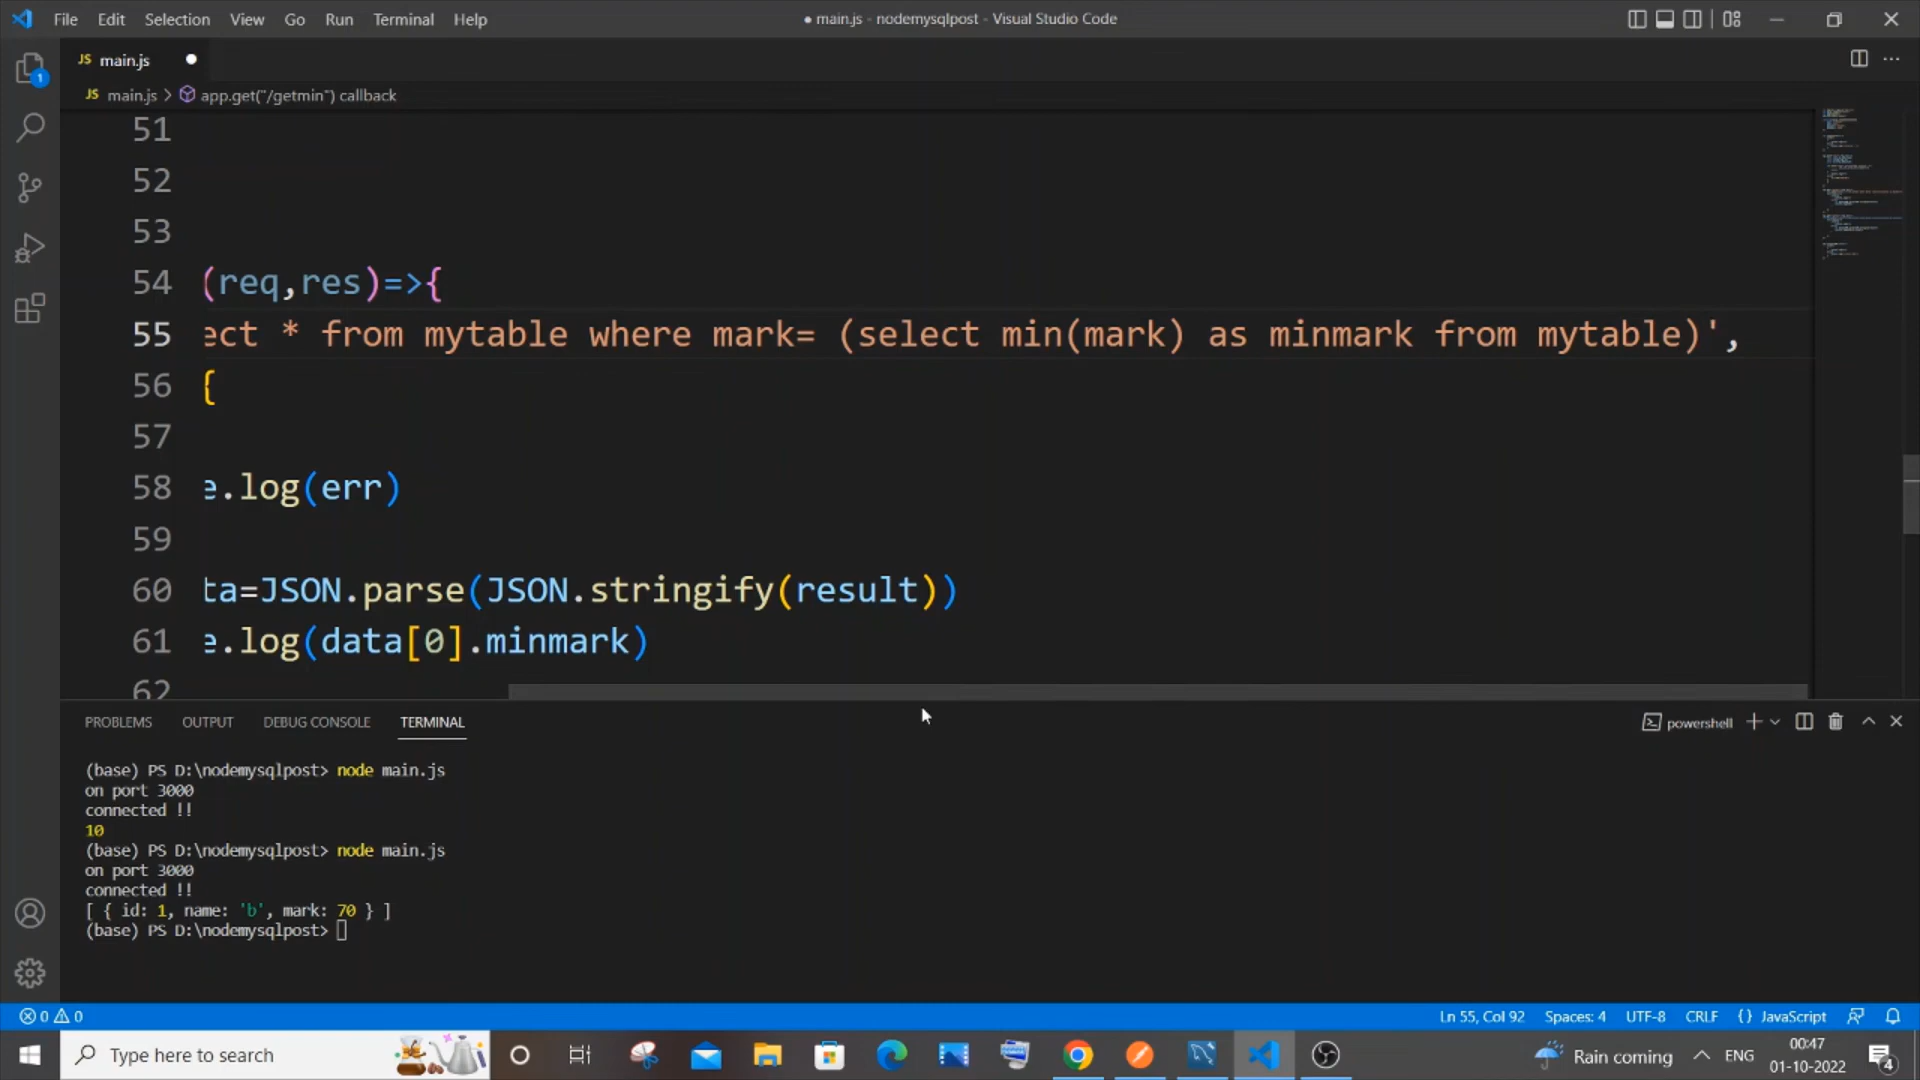 File Edit Selection View Go Run Terminal Help
● main.js - nodemysqlpost - Visual Studio Code
JS main.js
JS main.js > app.get("/getmin") callback
51
52
53
54 (req,res)=>{
55 ect * from mytable where mark= (select min(mark) as minmark from mytable)',
56 {
57
58 e.log(err)
59
60 ta=JSON.parse(JSON.stringify(result))
61 e.log(data[0].minmark)
62
PROBLEMS OUTPUT DEBUG CONSOLE TERMINAL
powershell
(base) PS D:\nodemysqlpost> node main.js
on port 3000
connected !!
10
(base) PS D:\nodemysqlpost> node main.js
on port 3000
connected !!
[ { id: 1, name: 'b', mark: 70 } ]
(base) PS D:\nodemysqlpost>
0 0
Ln 55, Col 92 Spaces: 4 UTF-8 CRLF {} JavaScript
Type here to search
Rain coming
ENG
00:47
01-10-2022
4
1